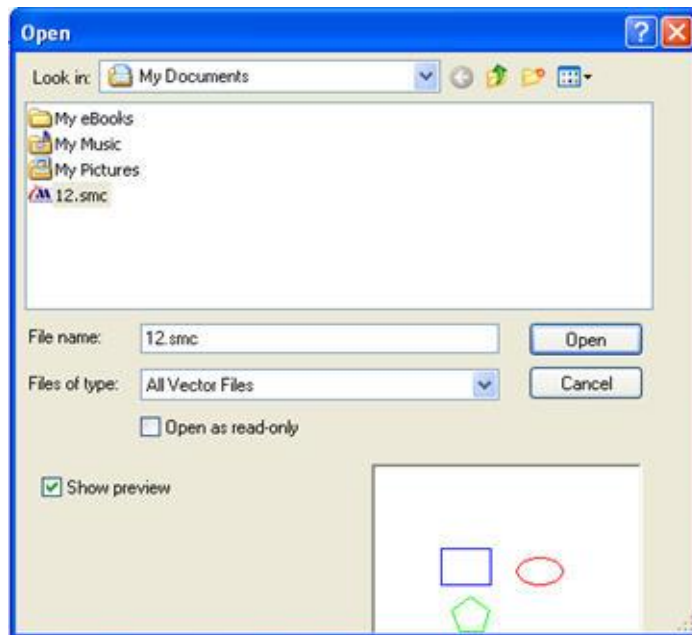 Open
Look in: My Documents
My eBooks
My Music
My Pictures
12.smc
File name: 12.smc Open
Files of type: All Vector Files Cancel
Open as read-only
Show preview